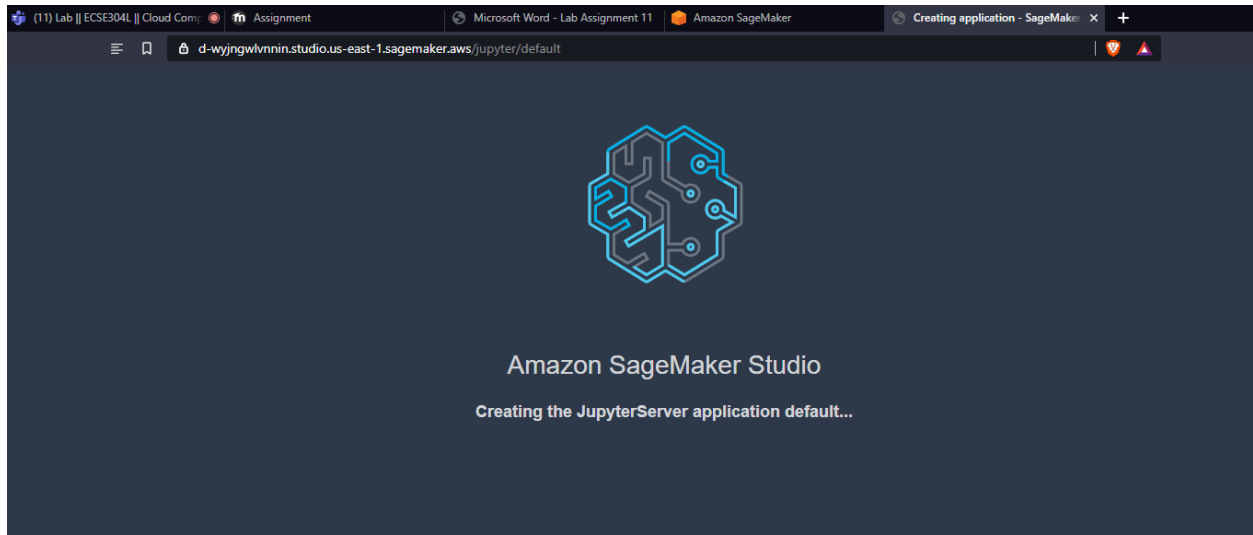 (11) Lab || ECSE304L || Cloud Comp
m Assignment
Microsoft Word - Lab Assignment 11
Amazon SageMaker
Creating application - SageMaker
d-wyjngwlvnnin.studio.us-east-1.sagemaker.aws/jupyter/default
Amazon SageMaker Studio
Creating the JupyterServer application default...